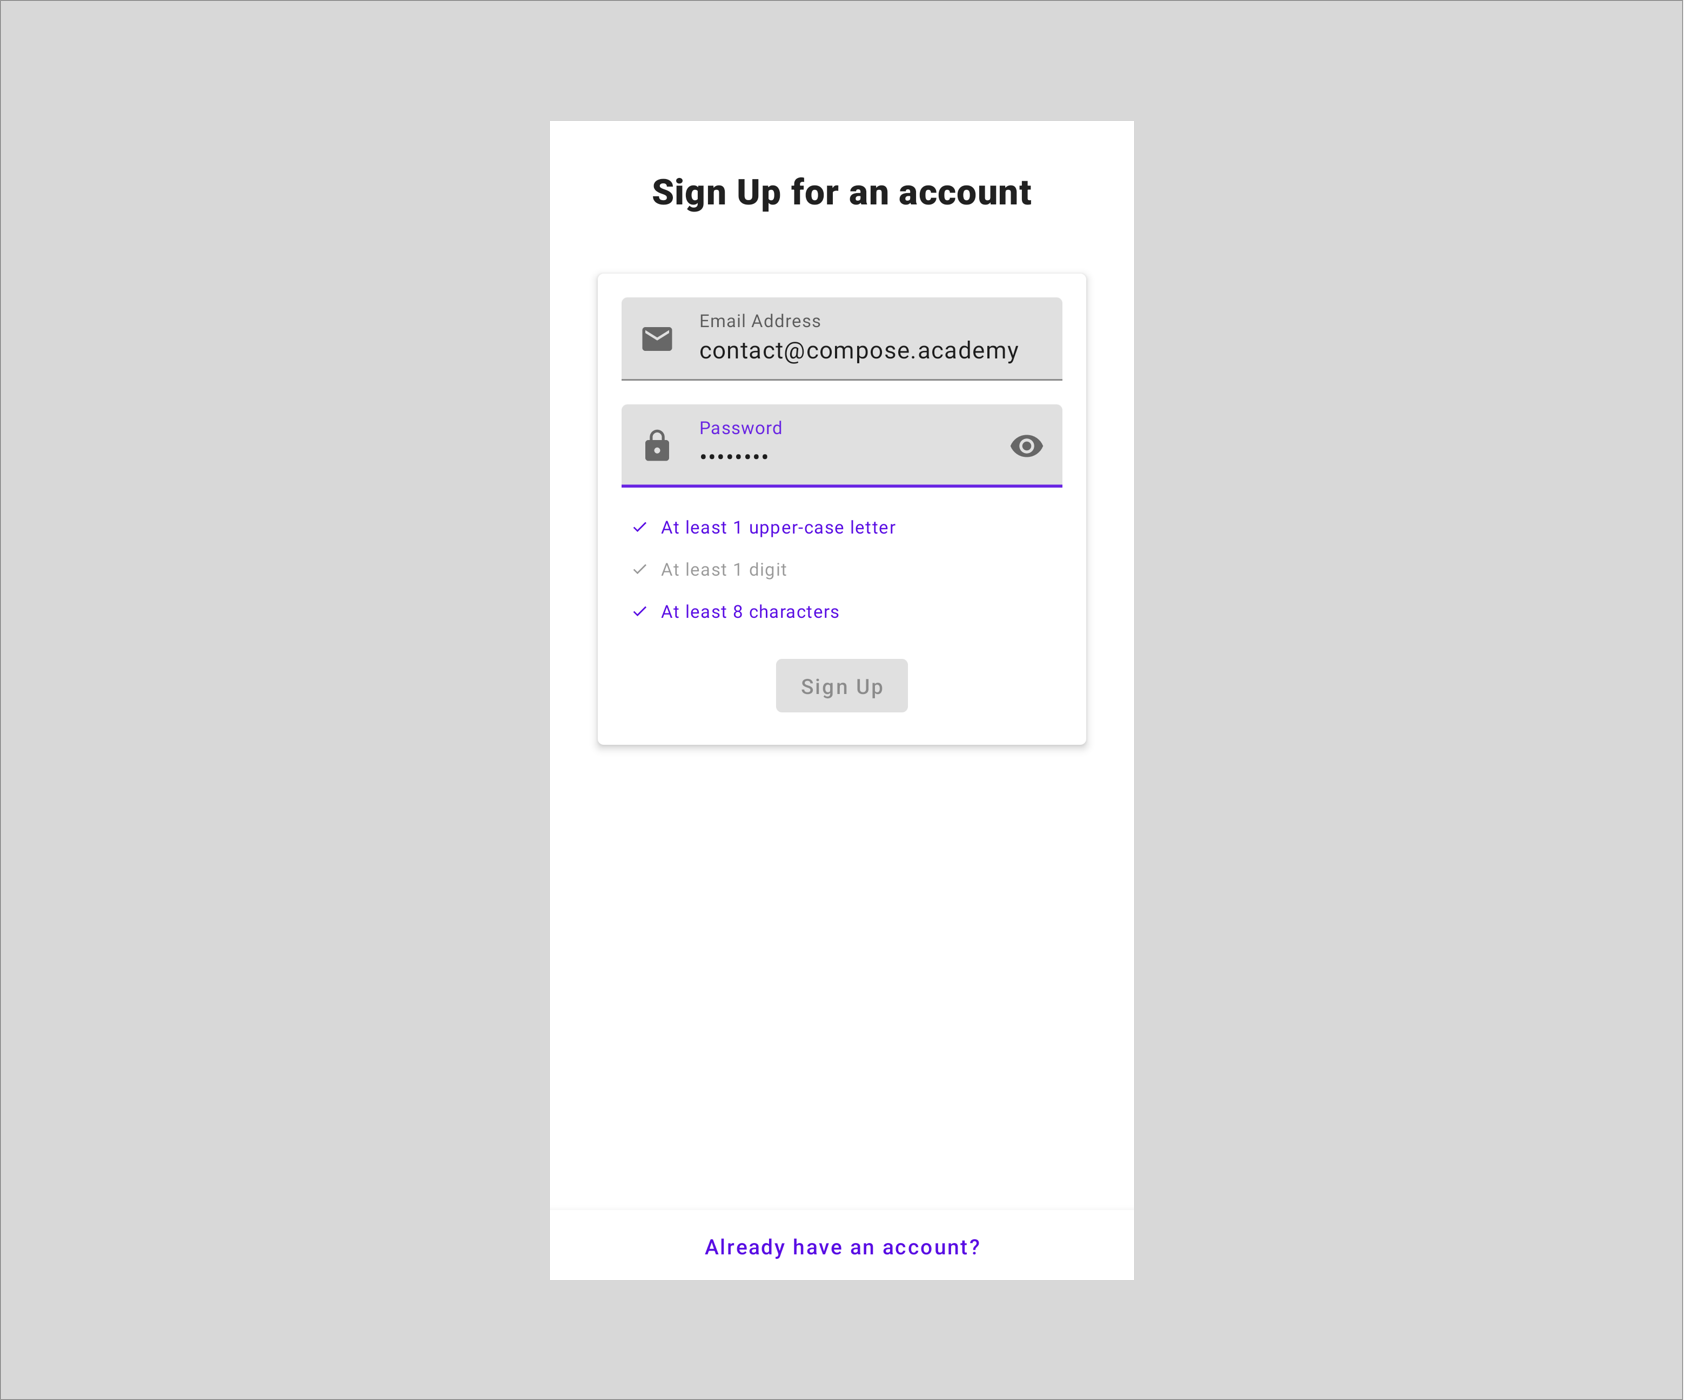 Sign Up for an account
Email Address
contact@compose.academy
Password
••••••••
At least 1 upper-case letter
At least 1 digit
At least 8 characters
Sign Up
Already have an account?